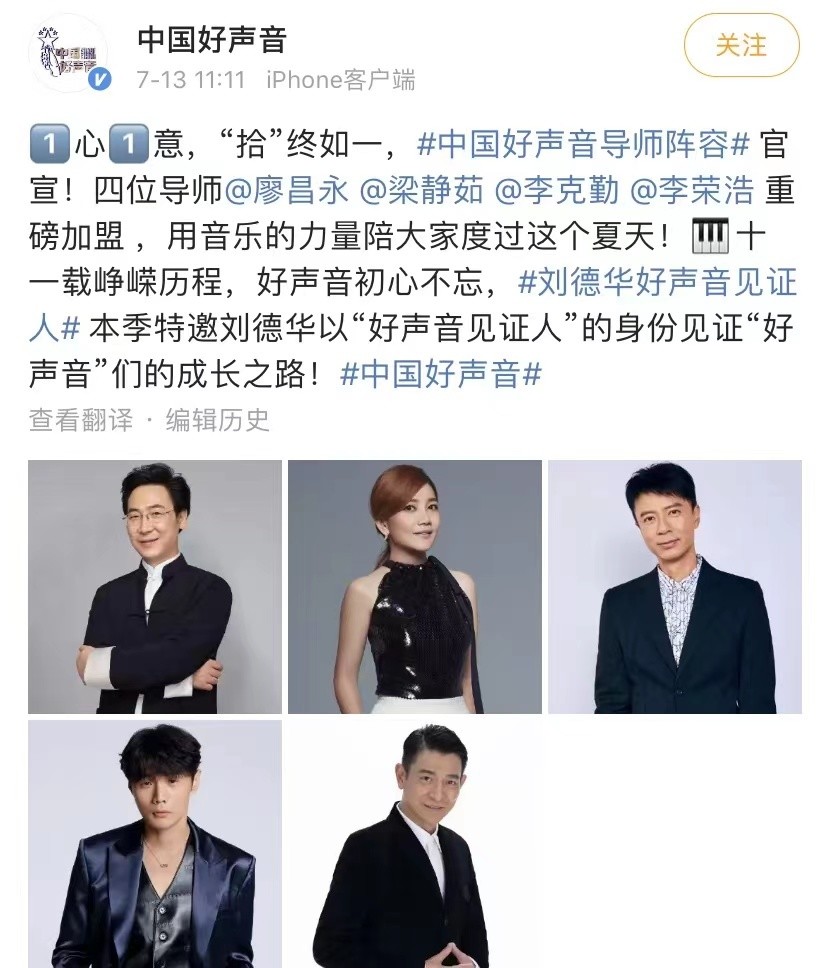 中国好声音
关注
7-13 11:11 iPhone客户端
1️⃣心1️⃣意，“拾”终如一，#中国好声音导师阵容# 官
宣！四位导师@廖昌永 @梁静茹 @李克勤 @李荣浩 重
磅加盟 ，用音乐的力量陪大家度过这个夏天！🎹十
一载峥嵘历程，好声音初心不忘，#刘德华好声音见证
人# 本季特邀刘德华以“好声音见证人”的身份见证“好
声音”们的成长之路！#中国好声音#
查看翻译 · 编辑历史